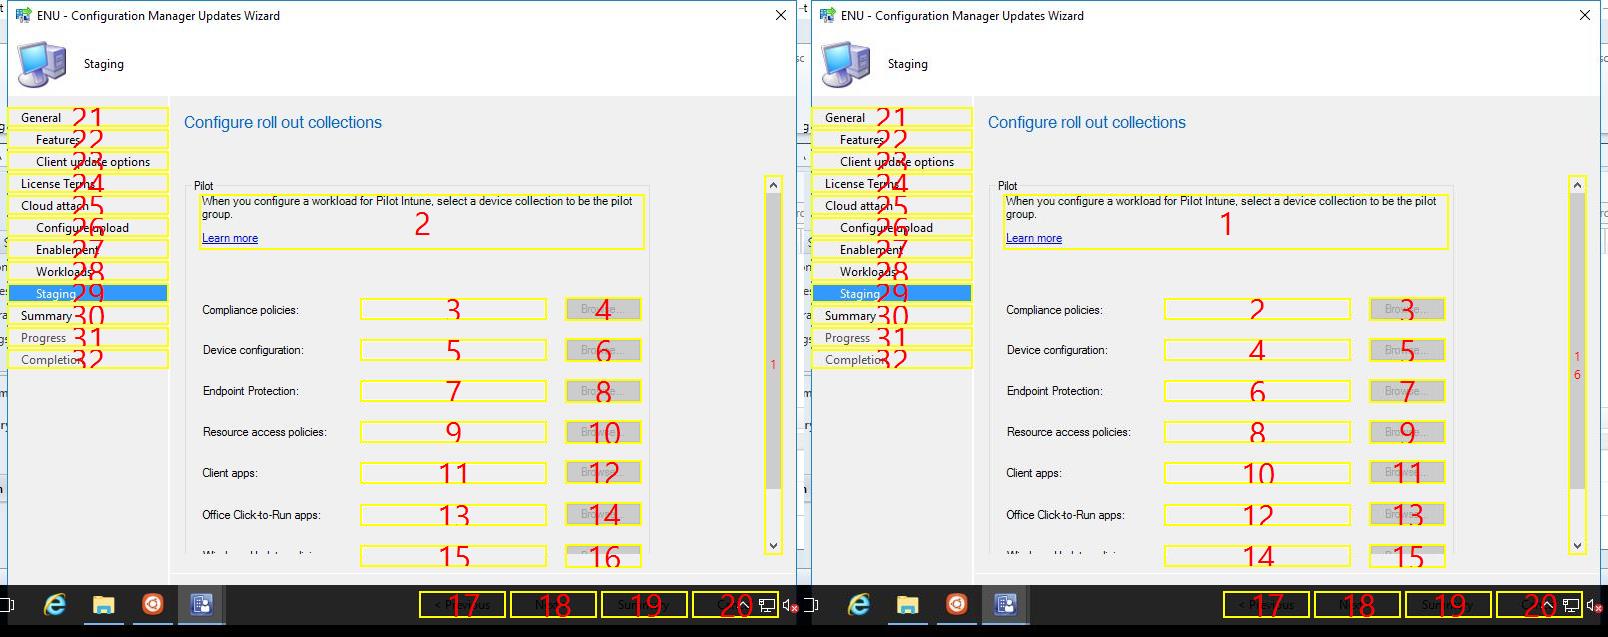 ENU - Configuration Manager Updates Wizard
Staging
General 21
Features 22
Client update options 23
License Terms 24
Cloud attach 25
Configure upload 26
Enablement 27
Workloads 28
Staging 29
Summary 30
Progress 31
Completion 32
Configure roll out collections
Pilot
When you configure a workload for Pilot Intune, select a device collection to be the pilot
group.
2
Learn more
1
Compliance policies: 3 Browse... 4
Device configuration: 5 Browse... 6
Endpoint Protection: 7 Browse... 8
Resource access policies: 9 Browse... 10
Client apps: 11 Browse... 12
Office Click-to-Run apps: 13 Browse... 14
15 16
< Previous 17 Next 18 Summary 19 20
ENU - Configuration Manager Updates Wizard
Staging
General 21
Features 22
Client update options 23
License Terms 24
Cloud attach 25
Configure upload 26
Enablement 27
Workloads 28
Staging 29
Summary 30
Progress 31
Completion 32
Configure roll out collections
Pilot
When you configure a workload for Pilot Intune, select a device collection to be the pilot
group.
1
Learn more
16
Compliance policies: 2 Browse... 3
Device configuration: 4 Browse... 5
Endpoint Protection: 6 Browse... 7
Resource access policies: 8 Browse... 9
Client apps: 10 Browse... 11
Office Click-to-Run apps: 12 Browse... 13
14 15
< Previous 17 Next 18 Summary 19 20